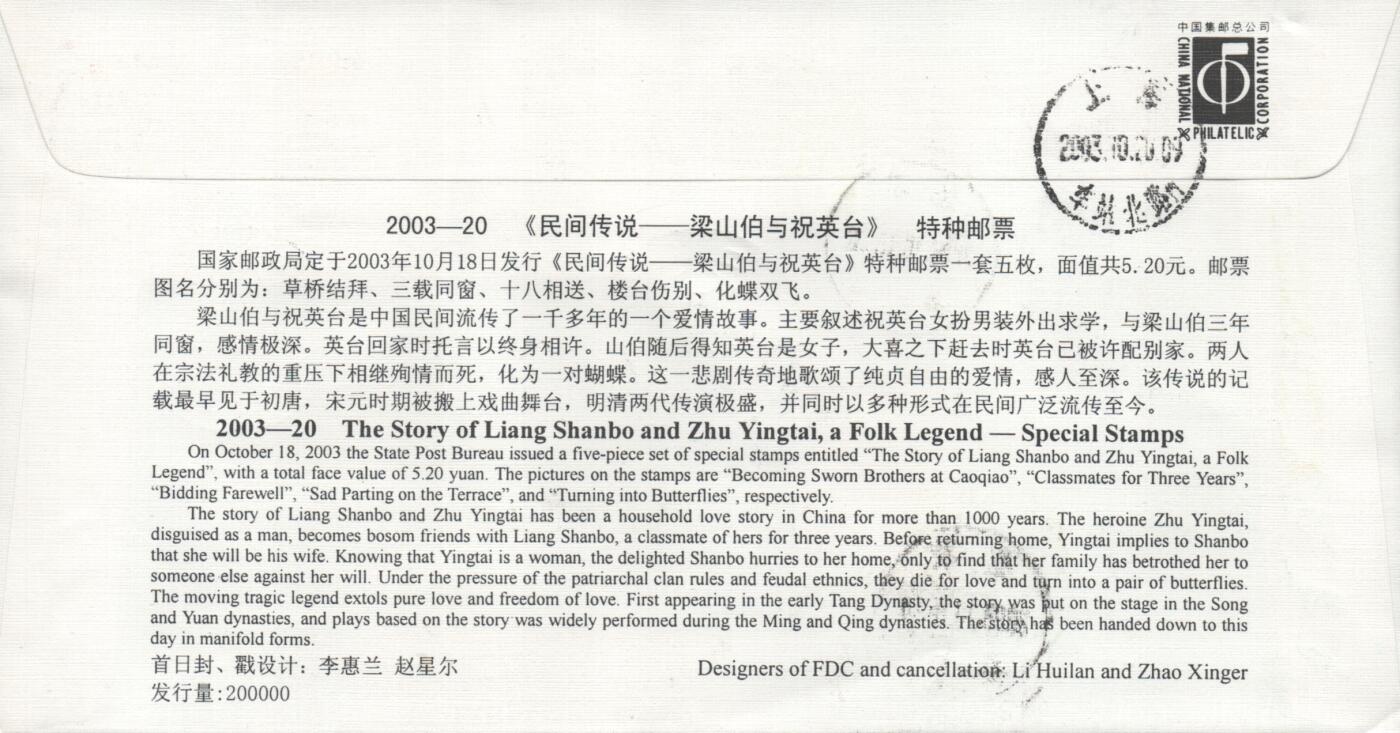 中国集邮总公司
CHINA NATIONAL
PHILATELIC
CORPORATION
上
2003.10.20.09
车站北路
2003—20 《民间传说——梁山伯与祝英台》 特种邮票
国家邮政局定于2003年10月18日发行《民间传说——梁山伯与祝英台》特种邮票一套五枚，面值共5.20元。邮票
图名分别为：草桥结拜、三载同窗、十八相送、楼台伤别、化蝶双飞。
梁山伯与祝英台是中国民间流传了一千多年的一个爱情故事。主要叙述祝英台女扮男装外出求学，与梁山伯三年
同窗，感情极深。英台回家时托言以终身相许。山伯随后得知英台是女子，大喜之下赶去时英台已被许配别家。两人
在宗法礼教的重压下相继殉情而死，化为一对蝴蝶。这一悲剧传奇地歌颂了纯贞自由的爱情，感人至深。该传说的记
载最早见于初唐，宋元时期被搬上戏曲舞台，明清两代传演极盛，并同时以多种形式在民间广泛流传至今。
2003—20 The Story of Liang Shanbo and Zhu Yingtai, a Folk Legend — Special Stamps
On October 18, 2003 the State Post Bureau issued a five-piece set of special stamps entitled “The Story of Liang Shanbo and Zhu Yingtai, a Folk
Legend”, with a total face value of 5.20 yuan. The pictures on the stamps are “Becoming Sworn Brothers at Caoqiao”, “Classmates for Three Years”,
“Bidding Farewell”, “Sad Parting on the Terrace”, and “Turning into Butterflies”, respectively.
The story of Liang Shanbo and Zhu Yingtai has been a household love story in China for more than 1000 years. The heroine Zhu Yingtai,
disguised as a man, becomes bosom friends with Liang Shanbo, a classmate of hers for three years. Before returning home, Yingtai implies to Shanbo
that she will be his wife. Knowing that Yingtai is a woman, the delighted Shanbo hurries to her home, only to find that her family has betrothed her to
someone else against her will. Under the pressure of the patriarchal clan rules and feudal ethnics, they die for love and turn into a pair of butterflies.
The moving tragic legend extols pure love and freedom of love. First appearing in the early Tang Dynasty, the story was put on the stage in the Song
and Yuan dynasties, and plays based on the story was widely performed during the Ming and Qing dynasties. The story has been handed down to this
day in manifold forms.
首日封、戳设计：李惠兰 赵星尔
Designers of FDC and cancellation: Li Huilan and Zhao Xinger
发行量:200000